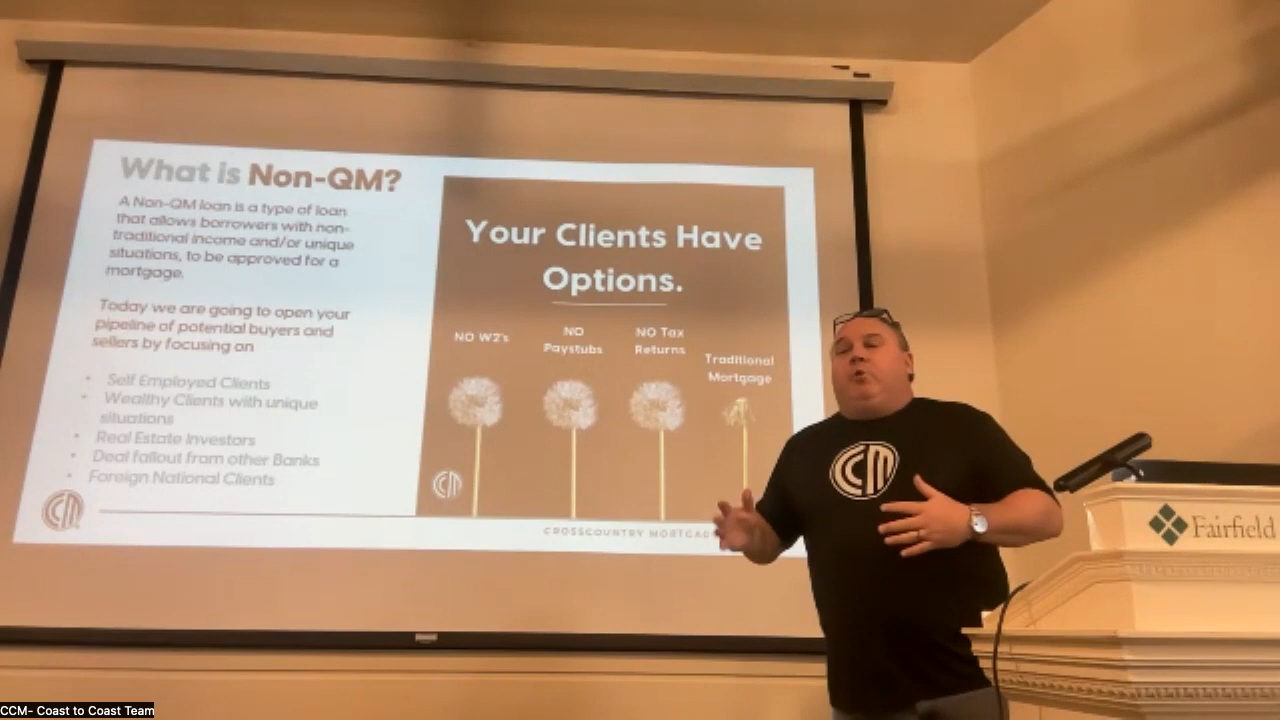 What is Non-QM?
A Non-QM loan is a type of loan
that allows borrowers with non-
traditional income and/or unique
situations, to be approved for a
mortgage.
Today we are going to open your
pipeline of potential buyers and
sellers by focusing on
• Self Employed Clients
• Wealthy Clients with unique
situations
• Real Estate Investors
• Deal fallout from other Banks
• Foreign National Clients
CM
Your Clients Have
Options.
NO W2's
NO
Paystubs
NO Tax
Returns
Traditional
Mortgage
CM
CROSSCOUNTRY MORTGAG
CM
Fairfield
CCM- Coast to Coast Team